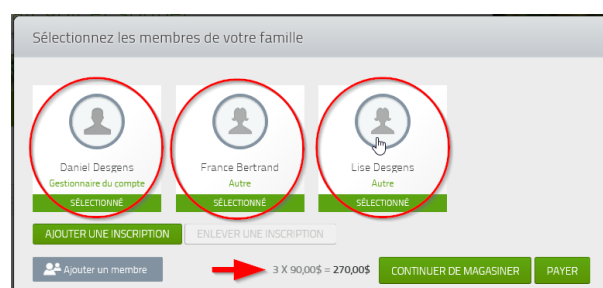 Sélectionnez les membres de votre famille
Daniel Desgens
Gestionnaire du compte
SÉLECTIONNÉ
France Bertrand
Autre
SÉLECTIONNÉ
Lise Desgens
Autre
SÉLECTIONNÉ
AJOUTER UNE INSCRIPTION
ENLEVER UNE INSCRIPTION
Ajouter un membre
3 X 90,00$ = 270,00$
CONTINUER DE MAGASINER
PAYER